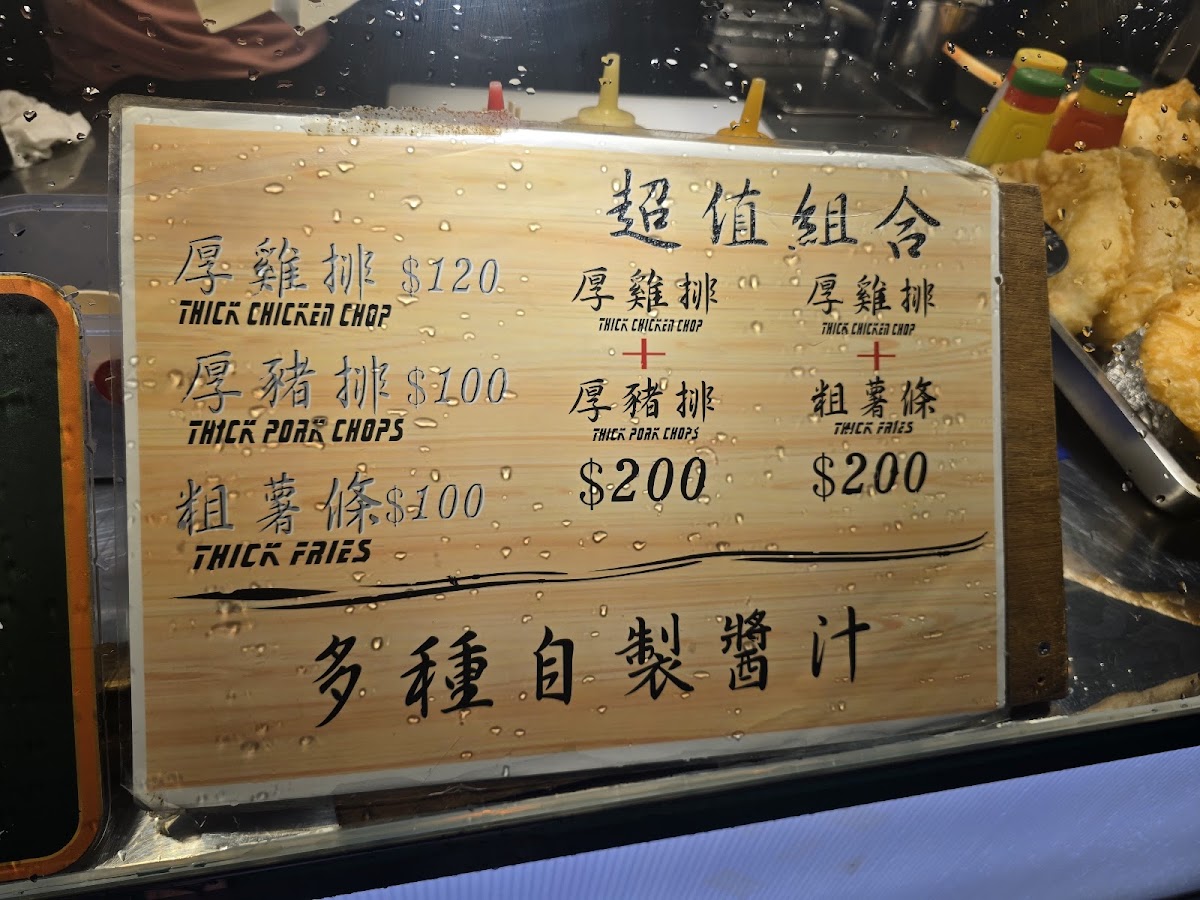 厚雞排 $120
THICK CHICKEN CHOP
厚豬排 $100
THICK PORK CHOPS
粗薯條$100
THICK FRIES
超值組合
厚雞排
THICK CHICKEN CHOP
+
厚豬排
THICK PORK CHOPS
$200
厚雞排
THICK CHICKEN CHOP
+
粗薯條
THICK FRIES
$200
多種自製醬汁